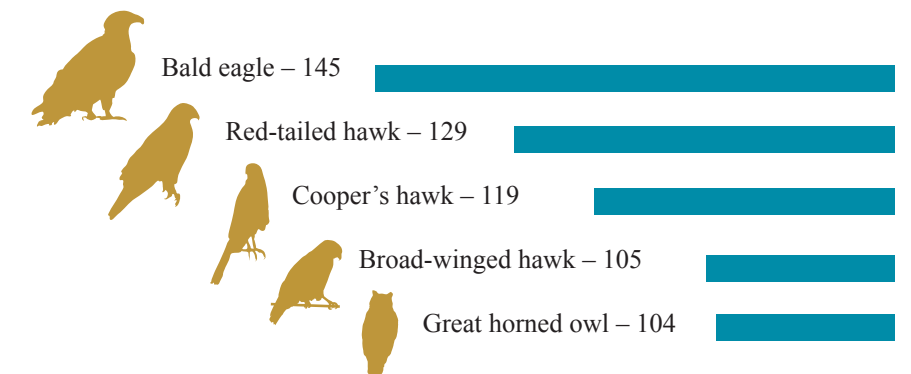 Bald eagle – 145
Red-tailed hawk – 129
Cooper’s hawk – 119
Broad-winged hawk – 105
Great horned owl – 104